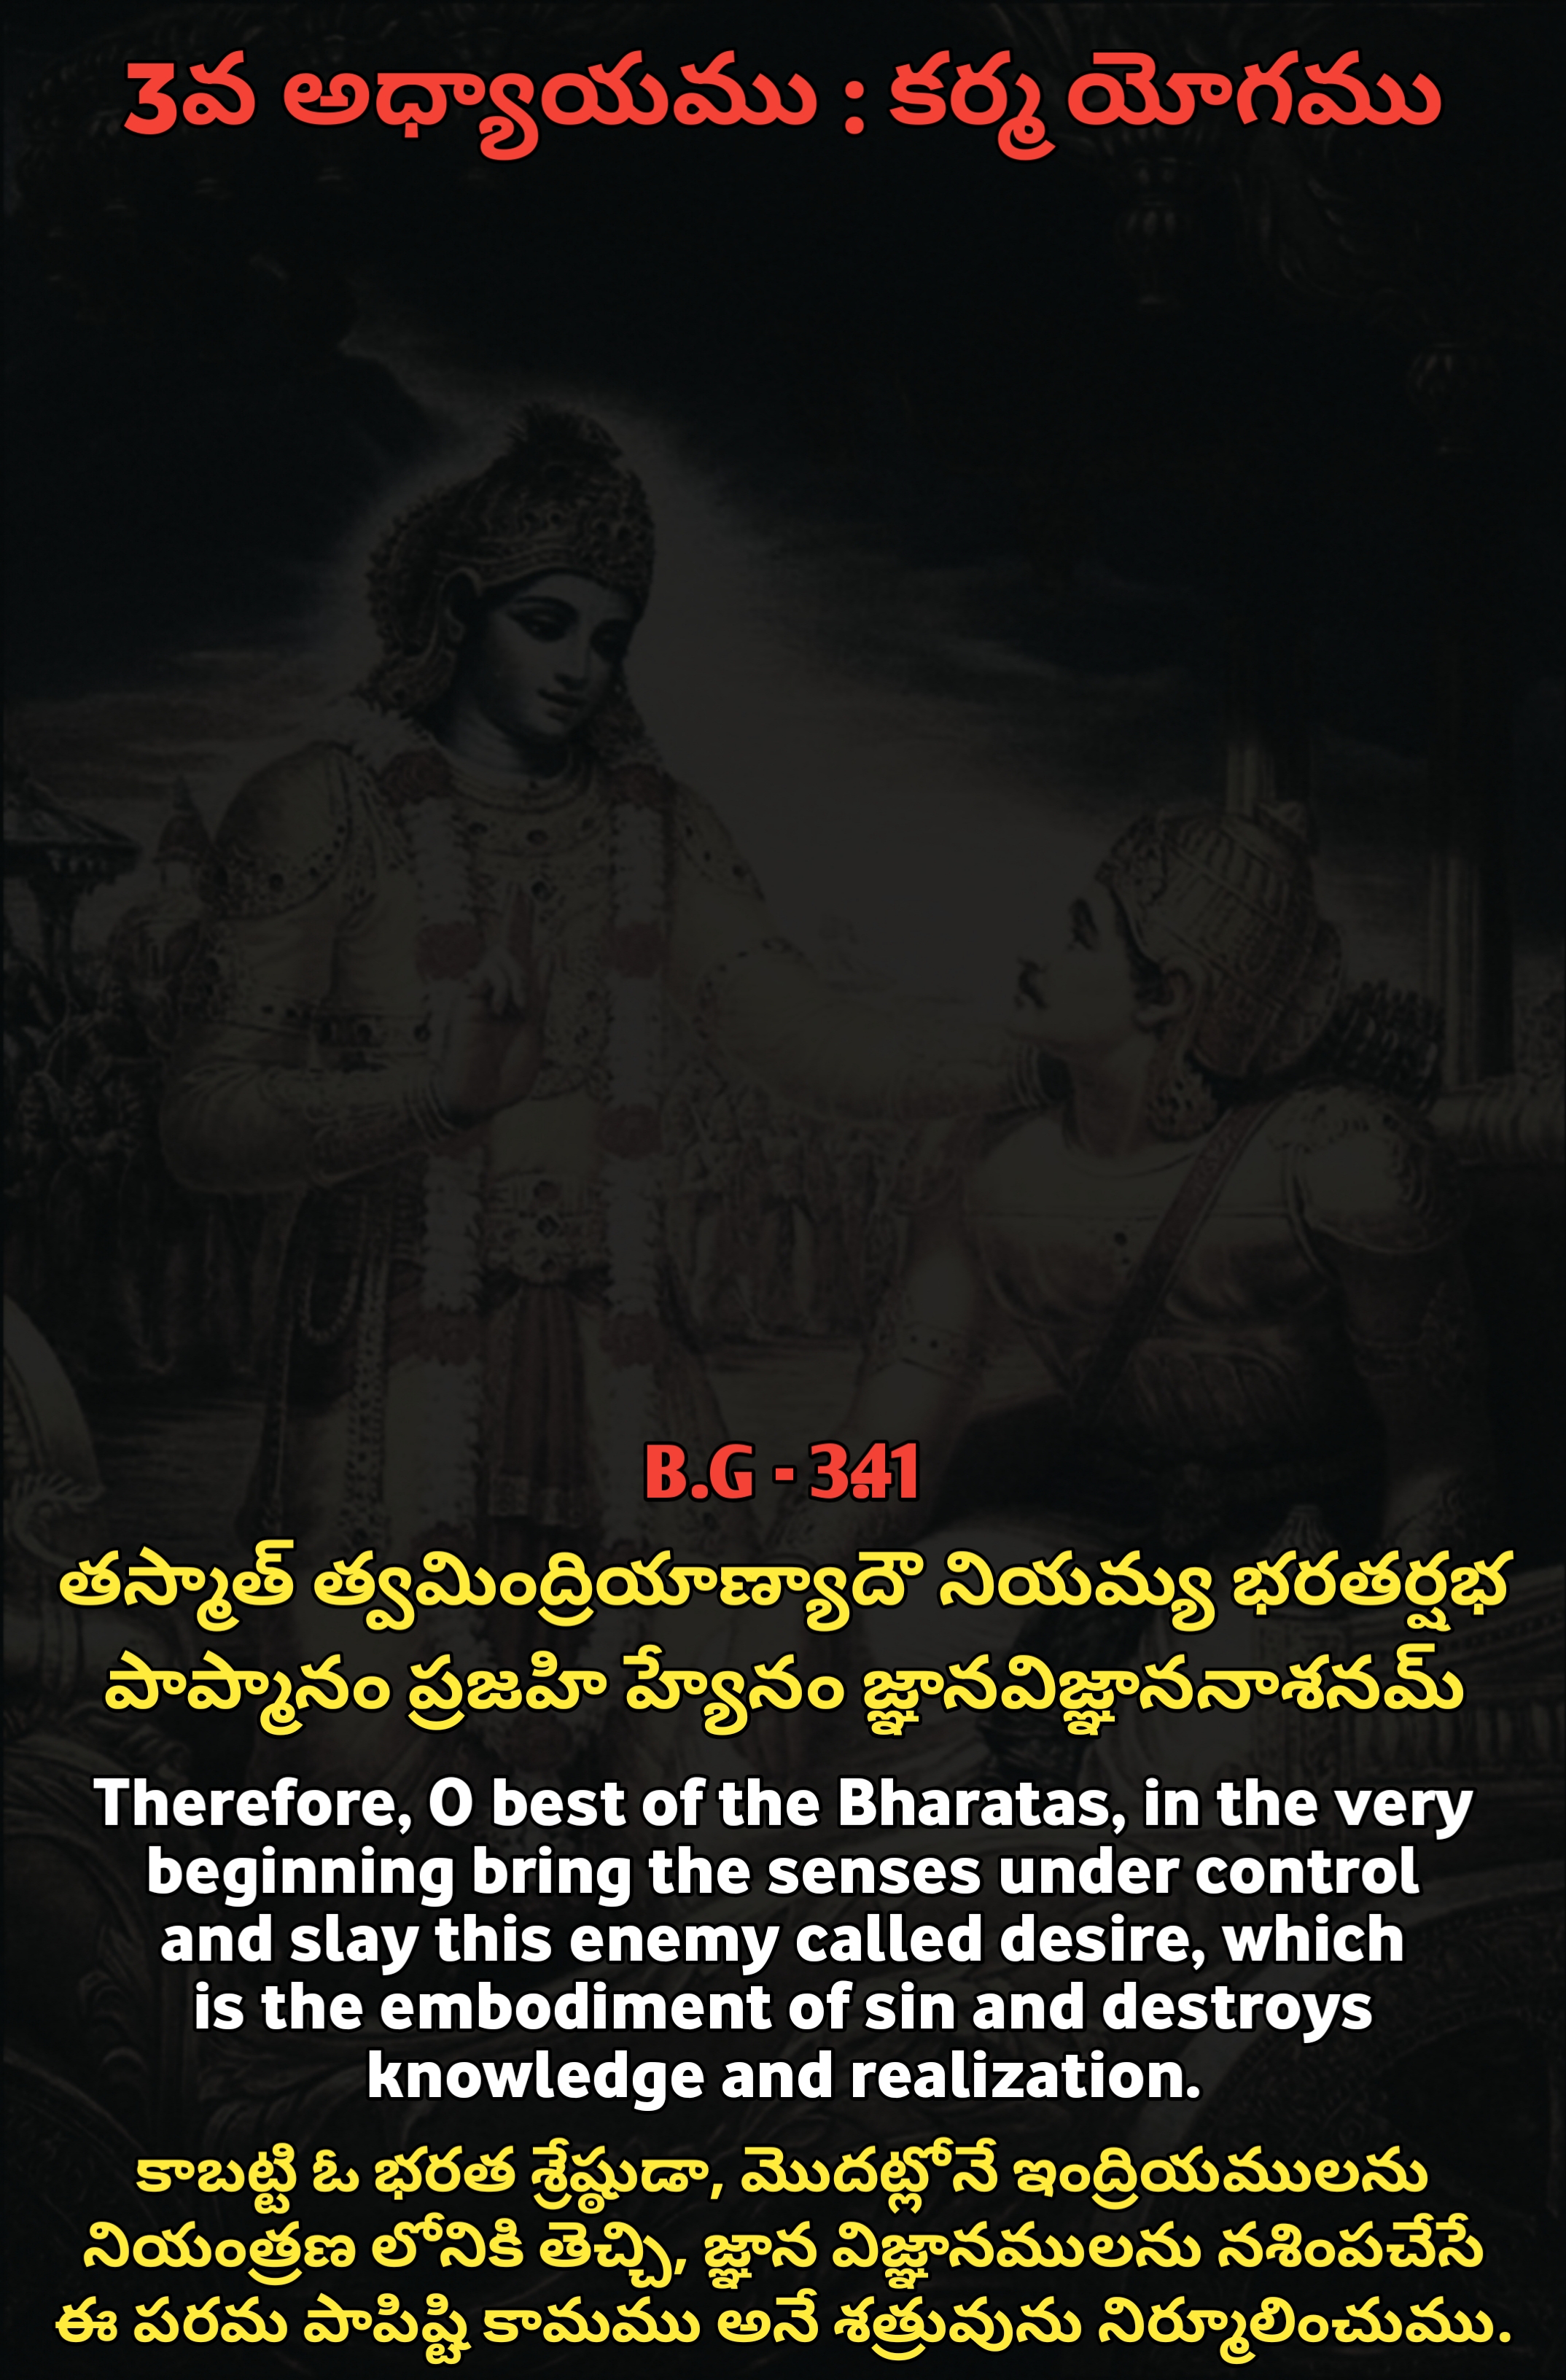 3వ అధ్యాయము : కర్మ యోగము
B.G - 3.41
తస్మాత్ త్వమింద్రియాణ్యాదౌ నియమ్య భరతర్షభ
పాప్మానం ప్రజహి హ్యేనం జ్ఞానవిజ్ఞాననాశనమ్
Therefore, O best of the Bharatas, in the very
beginning bring the senses under control
and slay this enemy called desire, which
is the embodiment of sin and destroys
knowledge and realization.
కాబట్టి ఓ భరత శ్రేష్ఠుడా, మొదట్లోనే ఇంద్రియములను
నియంత్రణ లోనికి తెచ్చి, జ్ఞాన విజ్ఞానములను నశింపచేసే
ఈ పరమ పాపిష్టి కామము అనే శత్రువును నిర్మూలించుము.